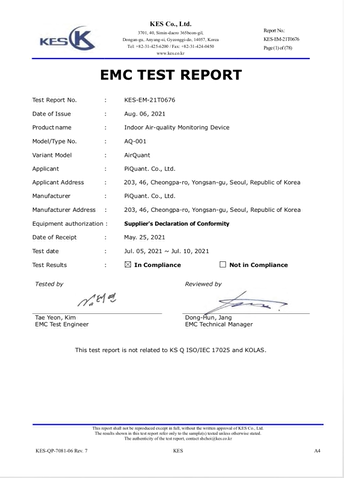 KES Co., Ltd.
3701, 40, Simin-daero 365beon-gil,
Dongan-gu, Anyang-si, Gyeonggi-do, 14057, Korea
Tel: +82-31-425-6200 / Fax: +82-31-424-0450
www.kes.co.kr
Report No.:
KES-EM-21T0676
Page (1) of (78)
KES
EMC TEST REPORT
Test Report No. : KES-EM-21T0676
Date of Issue : Aug. 06, 2021
Product name : Indoor Air-quality Monitoring Device
Model/Type No. : AQ-001
Variant Model : AirQuant
Applicant : PiQuant. Co., Ltd.
Applicant Address : 203, 46, Cheongpa-ro, Yongsan-gu, Seoul, Republic of Korea
Manufacturer : PiQuant. Co., Ltd.
Manufacturer Address : 203, 46, Cheongpa-ro, Yongsan-gu, Seoul, Republic of Korea
Equipment authorization : Supplier's Declaration of Conformity
Date of Receipt : May. 25, 2021
Test date : Jul. 05, 2021 ~ Jul. 10, 2021
Test Results : ☒ In Compliance ☐ Not in Compliance
Tested by Reviewed by
Tae Yeon, Kim Dong-Hun, Jang
EMC Test Engineer EMC Technical Manager
This test report is not related to KS Q ISO/IEC 17025 and KOLAS.
This report shall not be reproduced except in full, without the written approval of KES Co., Ltd.
The results shown in this test report refer only to the sample(s) tested unless otherwise stated.
The authenticity of the test report, contact
KES-QP-7081-06 Rev. 7 KES A4